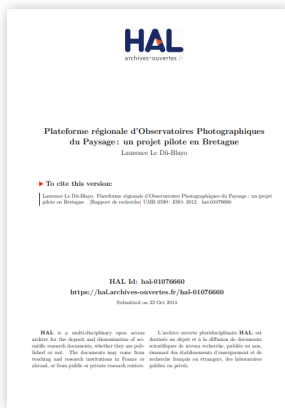 HAL
archives-ouvertes.fr
Plateforme régionale d'Observatoires Photographiques
du Paysage : un projet pilote en Bretagne
Laurence Le Dû-Blayo
▶ To cite this version:
Laurence Le Dû-Blayo. Plateforme régionale d'Observatoires Photographiques du Paysage : un projet
pilote en Bretagne . [Rapport de recherche] UMR 6590 : ESO. 2012. hal-01076660
HAL Id: hal-01076660
https://hal.archives-ouvertes.fr/hal-01076660
Submitted on 22 Oct 2014
HAL is a multi-disciplinary open access
archive for the deposit and dissemination of sci-
entific research documents, whether they are pub-
lished or not. The documents may come from
teaching and research institutions in France or
abroad, or from public or private research centers.
L'archive ouverte pluridisciplinaire HAL, est
destinée au dépôt et à la diffusion de documents
scientifiques de niveau recherche, publiés ou non,
émanant des établissements d'enseignement et de
recherche français ou étrangers, des laboratoires
publics ou privés.